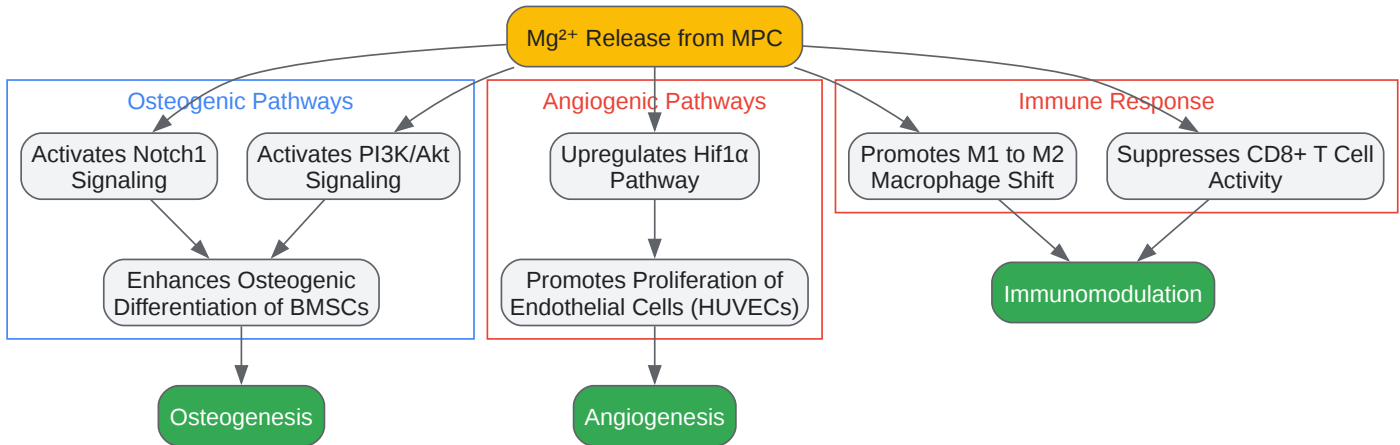 Mg²⁺ Release from MPC
Osteogenic Pathways
Angiogenic Pathways
Immune Response
Activates Notch1
Signaling
Activates PI3K/Akt
Signaling
Upregulates Hif1α
Pathway
Promotes M1 to M2
Macrophage Shift
Suppresses CD8+ T Cell
Activity
Enhances Osteogenic
Differentiation of BMSCs
Promotes Proliferation of
Endothelial Cells (HUVECs)
Immunomodulation
Osteogenesis
Angiogenesis